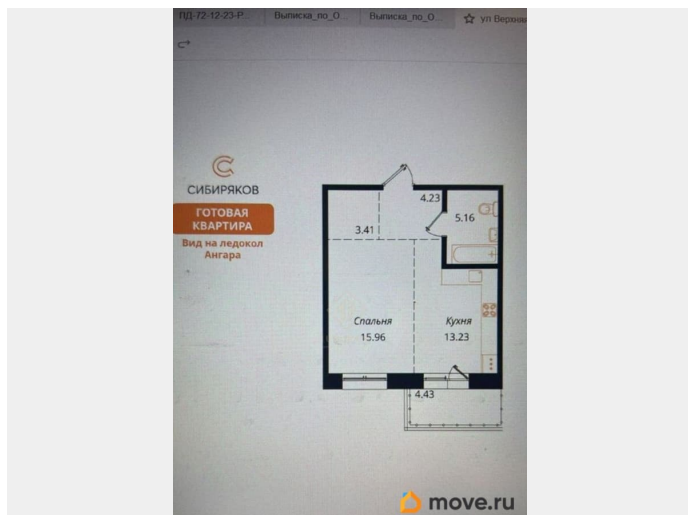 ПД-72-12-23-Р...
Выписка_по_О...
Выписка_по_О...
ул Верхня
СИБИРЯКОВ
ГОТОВАЯ
КВАРТИРА
Вид на ледокол
Ангара
4.23
5.16
3.41
Спальня
15.96
Кухня
13.23
4.43
move.ru